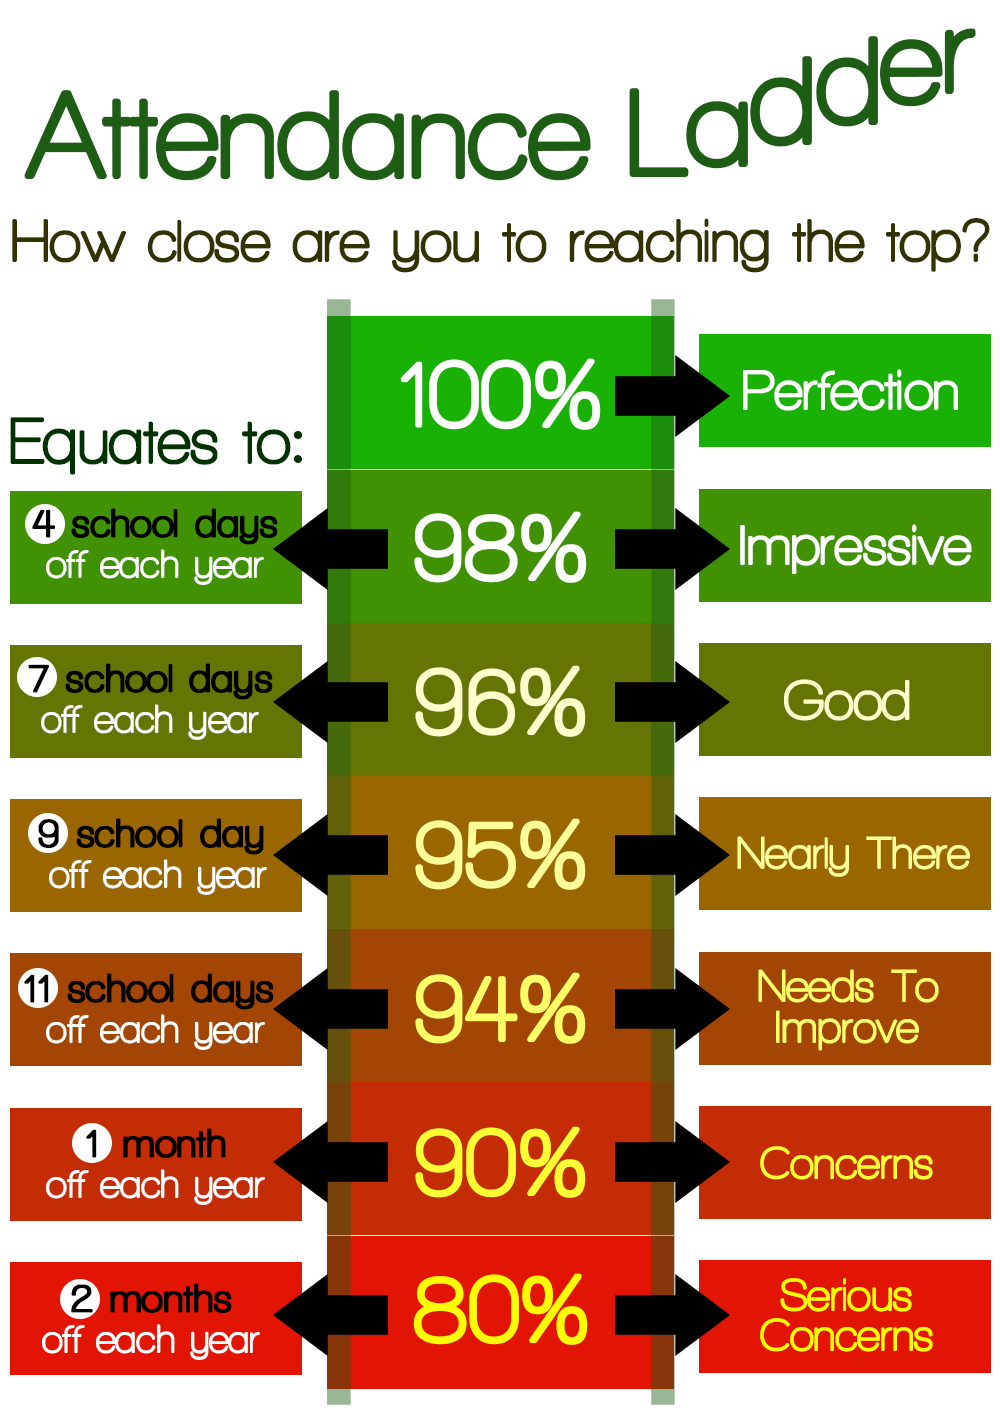 Attendance Ladder
How close are you to reaching the top?
100%
Perfection
Equates to:
4 school days
off each year
98%
Impressive
7 school days
off each year
96%
Good
9 school day
off each year
95%
Nearly There
11 school days
off each year
94%
Needs To
Improve
1 month
off each year
90%
Concerns
2 months
off each year
80%
Serious
Concerns